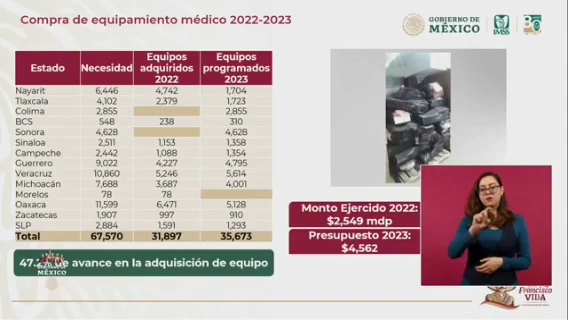 Compra de equipamiento médico 2022-2023
GOBIERNO DE
MÉXICO
IMSS
Estado Necesidad Equipos adquiridos 2022 Equipos programados 2023
Nayarit 6,446 4,742 1,704
Tlaxcala 4,102 2,379 1,723
Colima 2,855 2,855
BCS 548 238 310
Sonora 4,628 4,628
Sinaloa 2,511 1,153 1,358
Campeche 2,442 1,088 1,354
Guerrero 9,022 4,227 4,795
Veracruz 10,860 5,246 5,614
Michoacán 7,688 3,687 4,001
Morelos 78 78
Oaxaca 11,599 6,471 5,128
Zacatecas 1,907 997 910
SLP 2,884 1,591 1,293
Total 67,570 31,897 35,673
Monto Ejercido 2022:
$2,549 mdp
Presupuesto 2023:
$4,562
de avance en la adquisición de equipo
MÉXICO
Francisco
VILLA